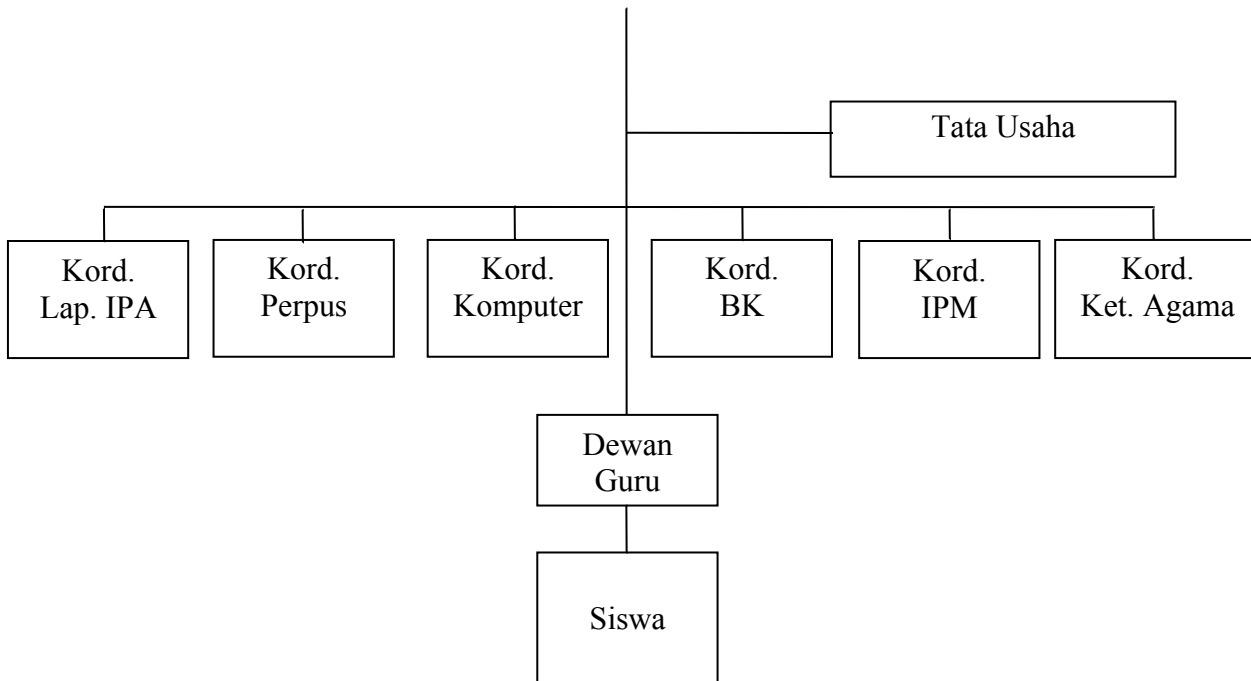 Tata Usaha
Kord.
Lap. IPA
Kord.
Perpus
Kord.
Komputer
Kord.
BK
Kord.
IPM
Kord.
Ket. Agama
Dewan
Guru
Siswa